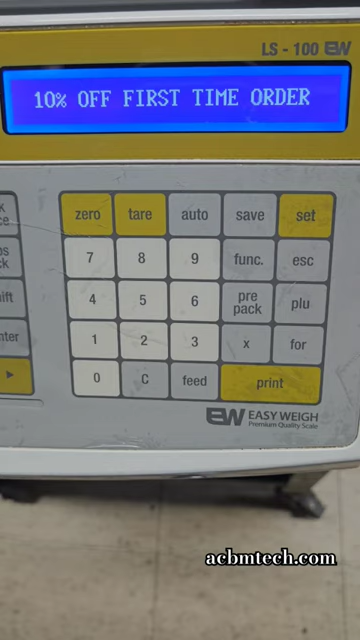 LS - 100 EW
10% OFF FIRST TIME ORDER
zero tare auto save set
7 8 9 func. esc
4 5 6 pre pack plu
1 2 3 x for
0 C feed print
EW EASY WEIGH
Premium Quality Scale
acbmtech.com